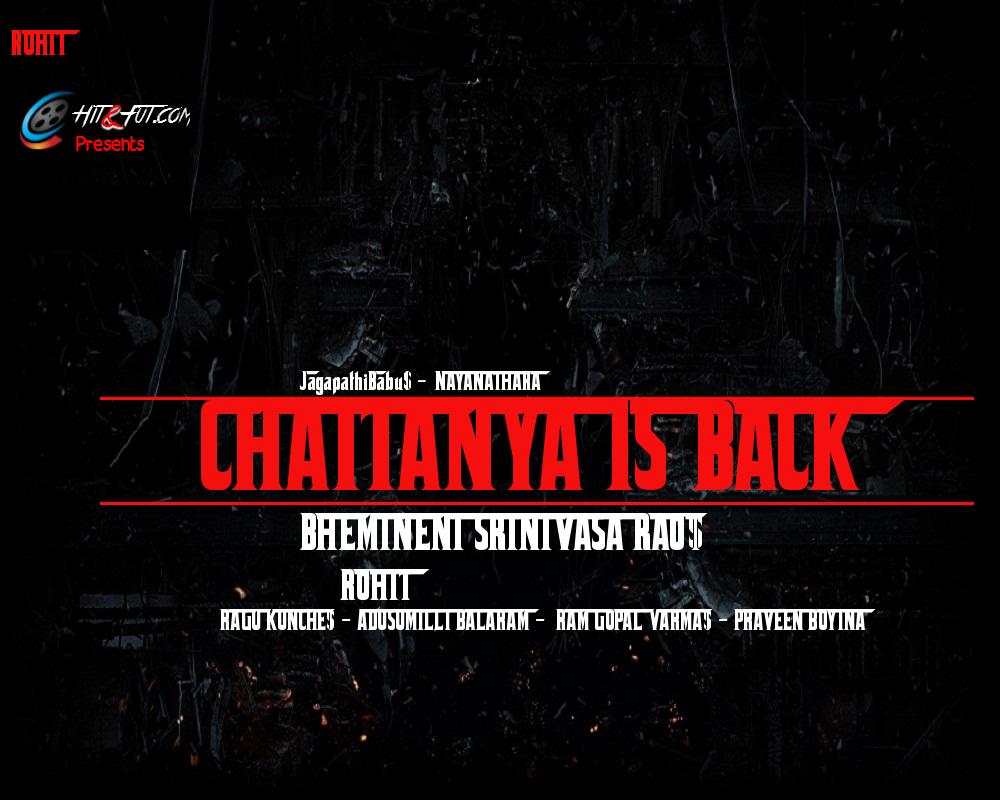 ROHIT
HIT&FUT.COM
Presents
JagapathiBabu$ - NAYANATHARA
CHAITANYA IS BACK
BHEMINENI SRINIVASA RAO$
ROHIT
RAGU KUNCHE$ - ADUSUMILLI BALARAM - RAM GOPAL VARMA$ - PRAVEEN BOYINA